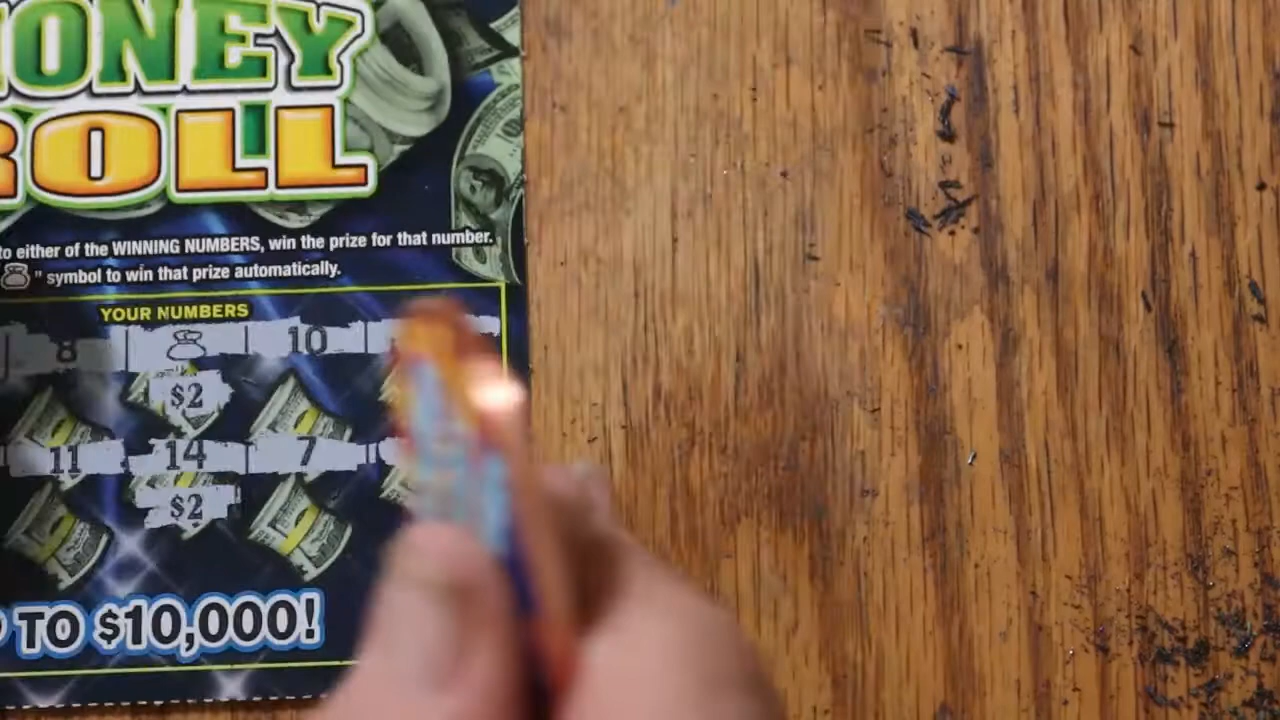 MONEY
ROLL
to either of the WINNING NUMBERS, win the prize for that number.
" symbol to win that prize automatically.
YOUR NUMBERS
8 10
$2
11 14 7
$2
TO $10,000!